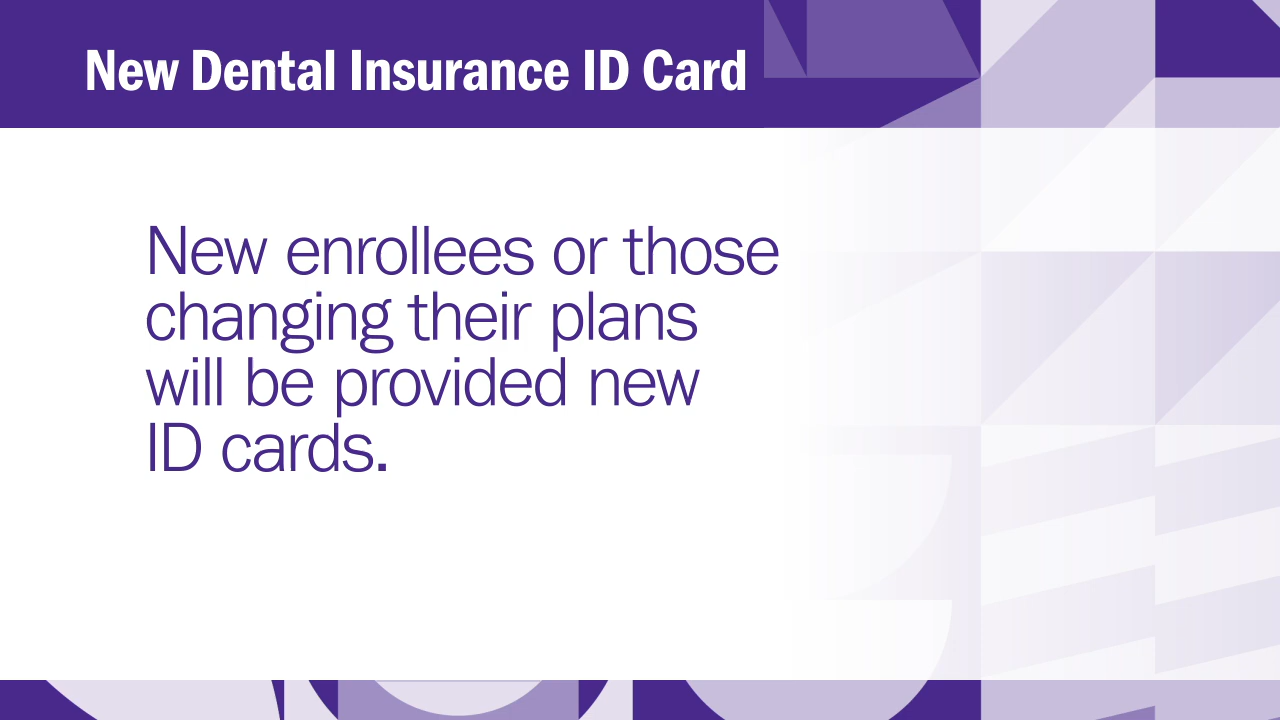 New Dental Insurance ID Card
New enrollees or those
changing their plans
will be provided new
ID cards.